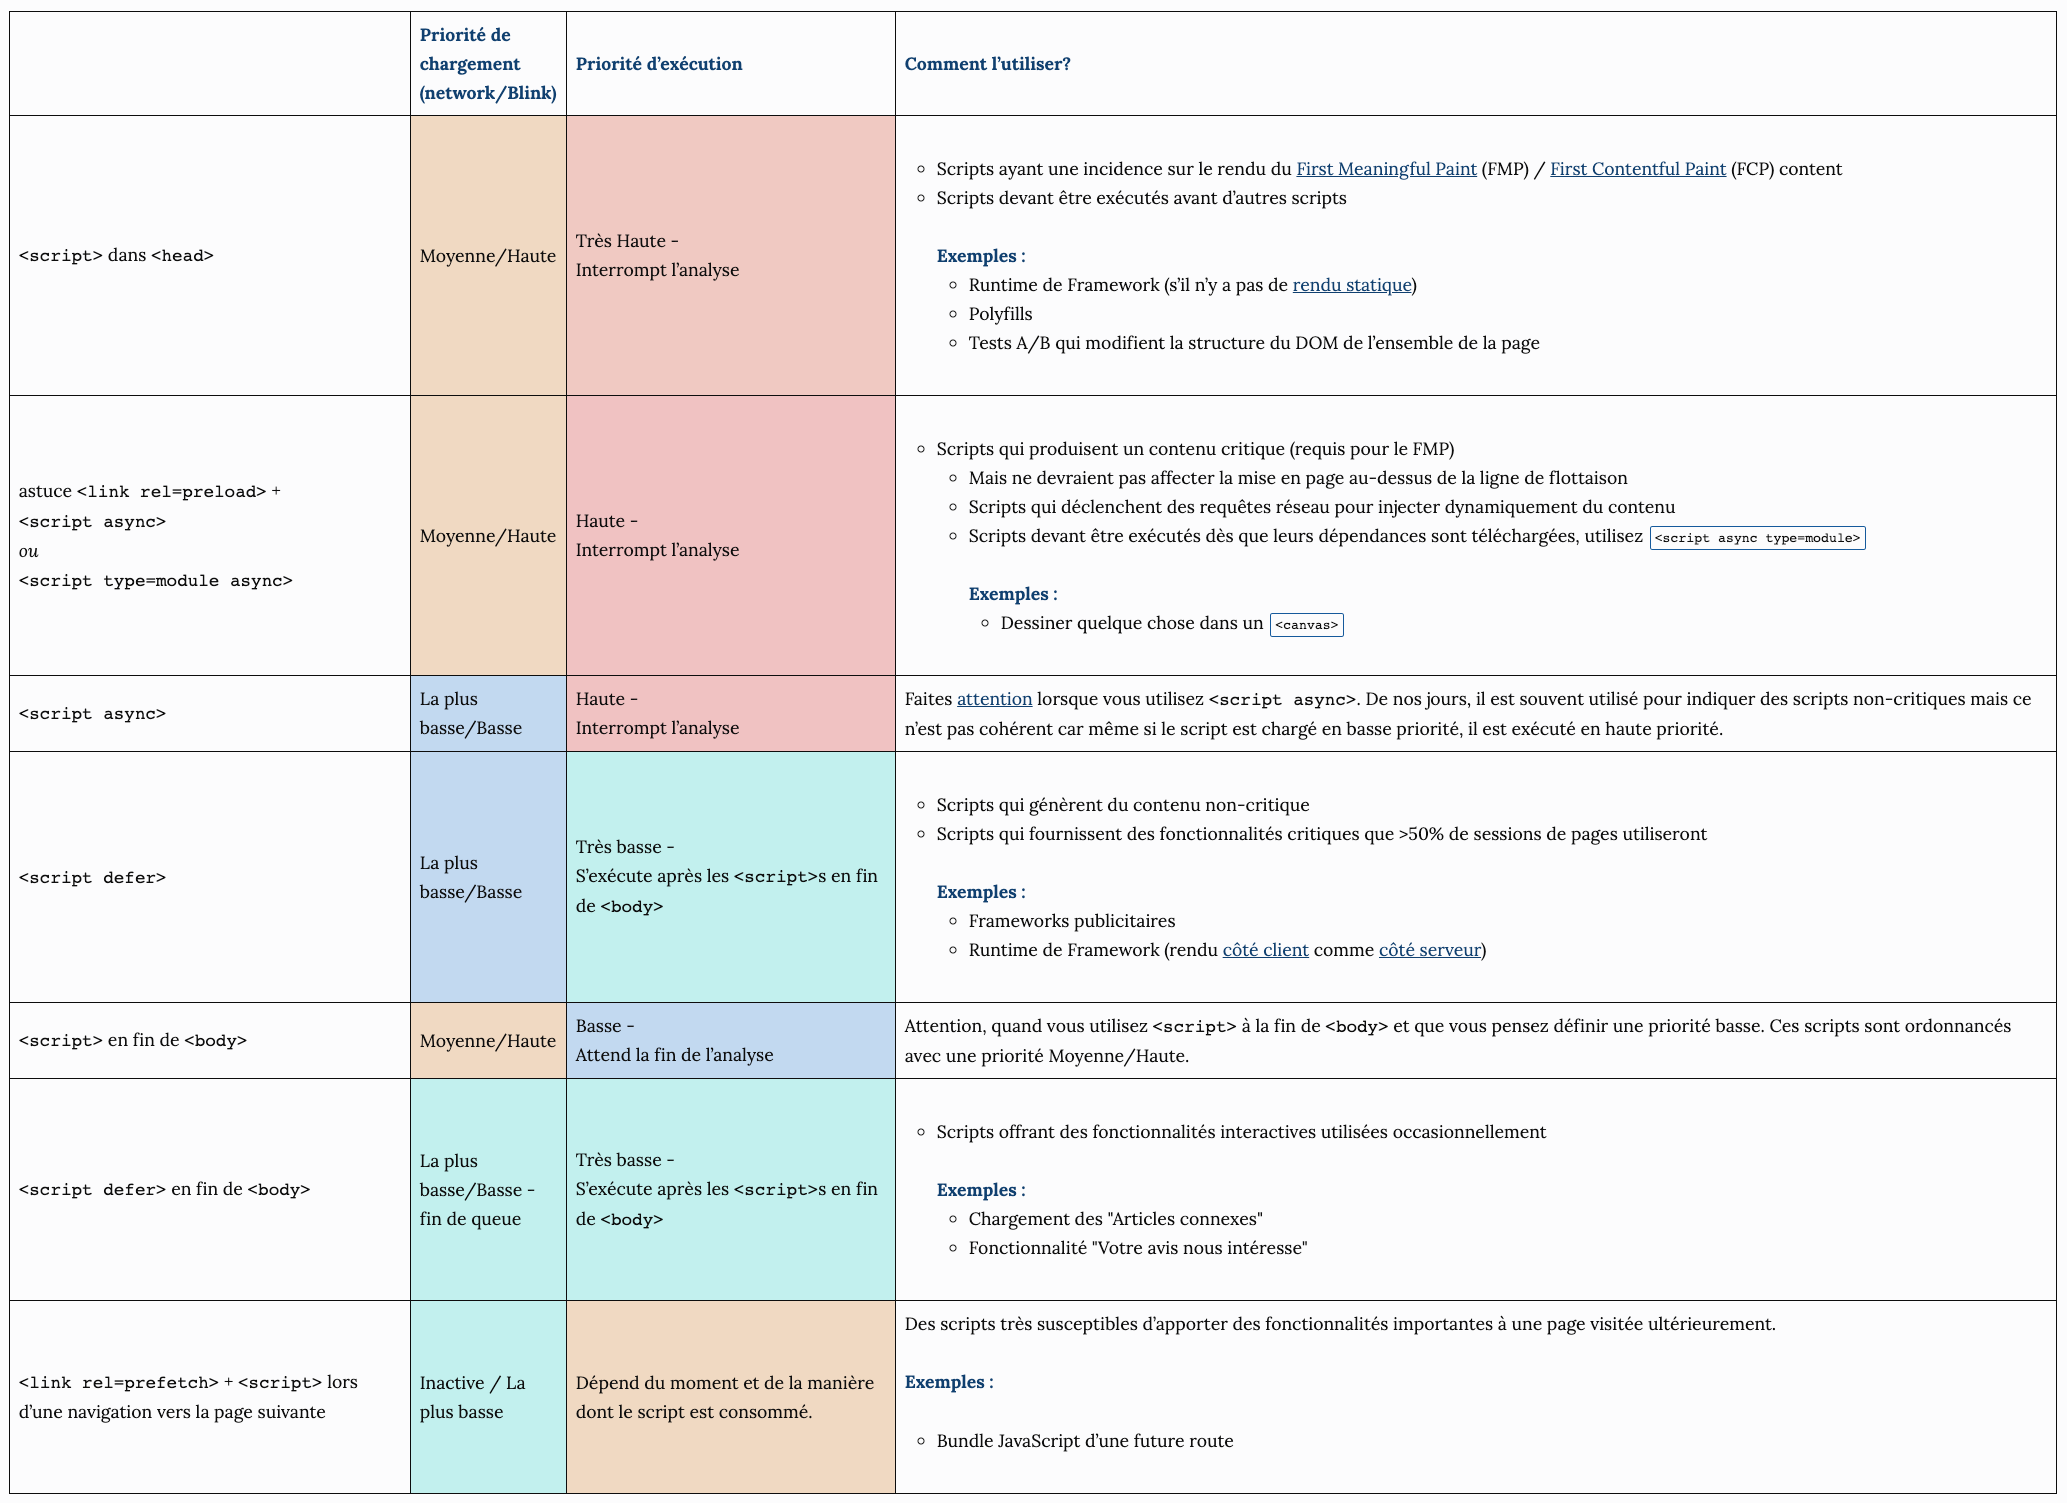 Priorité de
chargement
(network/Blink)
Priorité d’exécution
Comment l’utiliser?
<script> dans <head>
Moyenne/Haute
Très Haute -
Interrompt l’analyse
Scripts ayant une incidence sur le rendu du First Meaningful Paint (FMP) / First Contentful Paint (FCP) content
Scripts devant être exécutés avant d’autres scripts
Exemples :
Runtime de Framework (s’il n’y a pas de rendu statique)
Polyfills
Tests A/B qui modifient la structure du DOM de l’ensemble de la page
astuce <link rel=preload> +
<script async>
ou
<script type=module async>
Moyenne/Haute
Haute -
Interrompt l’analyse
Scripts qui produisent un contenu critique (requis pour le FMP)
Mais ne devraient pas affecter la mise en page au-dessus de la ligne de flottaison
Scripts qui déclenchent des requêtes réseau pour injecter dynamiquement du contenu
Scripts devant être exécutés dès que leurs dépendances sont téléchargées, utilisez <script async type=module>
Exemples :
Dessiner quelque chose dans un <canvas>
<script async>
La plus
basse/Basse
Haute -
Interrompt l’analyse
Faites attention lorsque vous utilisez <script async>. De nos jours, il est souvent utilisé pour indiquer des scripts non-critiques mais ce
n’est pas cohérent car même si le script est chargé en basse priorité, il est exécuté en haute priorité.
<script defer>
La plus
basse/Basse
Très basse -
S’exécute après les <script>s en fin
de <body>
Scripts qui génèrent du contenu non-critique
Scripts qui fournissent des fonctionnalités critiques que >50% de sessions de pages utiliseront
Exemples :
Frameworks publicitaires
Runtime de Framework (rendu côté client comme côté serveur)
<script> en fin de <body>
Moyenne/Haute
Basse -
Attend la fin de l’analyse
Attention, quand vous utilisez <script> à la fin de <body> et que vous pensez définir une priorité basse. Ces scripts sont ordonnancés
avec une priorité Moyenne/Haute.
<script defer> en fin de <body>
La plus
basse/Basse -
fin de queue
Très basse -
S’exécute après les <script>s en fin
de <body>
Scripts offrant des fonctionnalités interactives utilisées occasionnellement
Exemples :
Chargement des "Articles connexes"
Fonctionnalité "Votre avis nous intéresse"
<link rel=prefetch> + <script> lors
d’une navigation vers la page suivante
Inactive / La
plus basse
Dépend du moment et de la manière
dont le script est consommé.
Des scripts très susceptibles d’apporter des fonctionnalités importantes à une page visitée ultérieurement.
Exemples :
Bundle JavaScript d’une future route